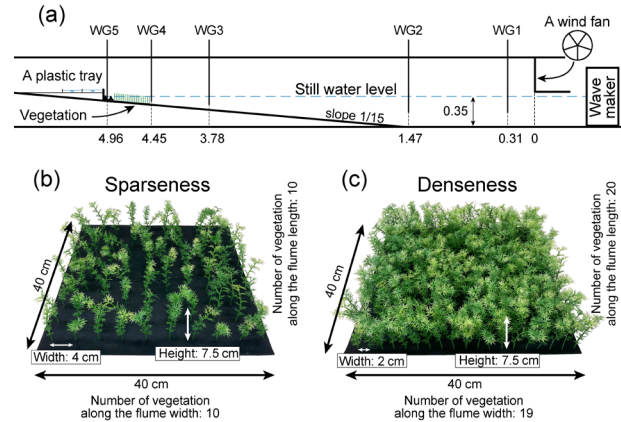 (a)
A wind fan
WG5
WG4
WG3
WG2
WG1
A plastic tray
Still water level
Vegetation
slope 1/15
0.35
Wave
maker
4.96
4.45
3.78
1.47
0.31
0
(b)
Sparseness
Number of vegetation
along the flume length: 10
40 cm
Width: 4 cm
Height: 7.5 cm
40 cm
Number of vegetation
along the flume width: 10
(c)
Denseness
Number of vegetation
along the flume length: 20
40 cm
Width: 2 cm
Height: 7.5 cm
40 cm
Number of vegetation
along the flume width: 19